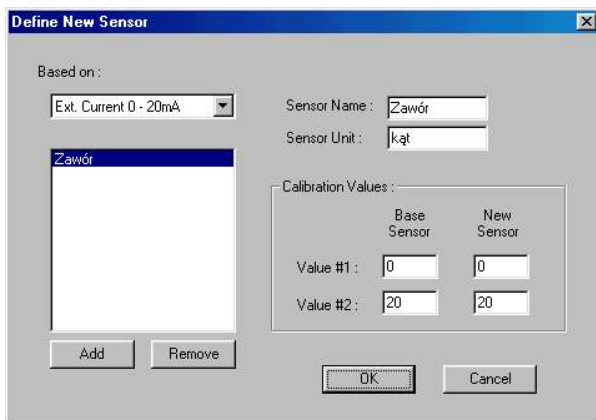 Define New Sensor
Based on :
Ext. Current 0 - 20mA
Sensor Name : Zawór
Sensor Unit : kąt
Zawór
Calibration Values :
Base Sensor New Sensor
Value #1 : 0 0
Value #2 : 20 20
Add Remove
OK Cancel